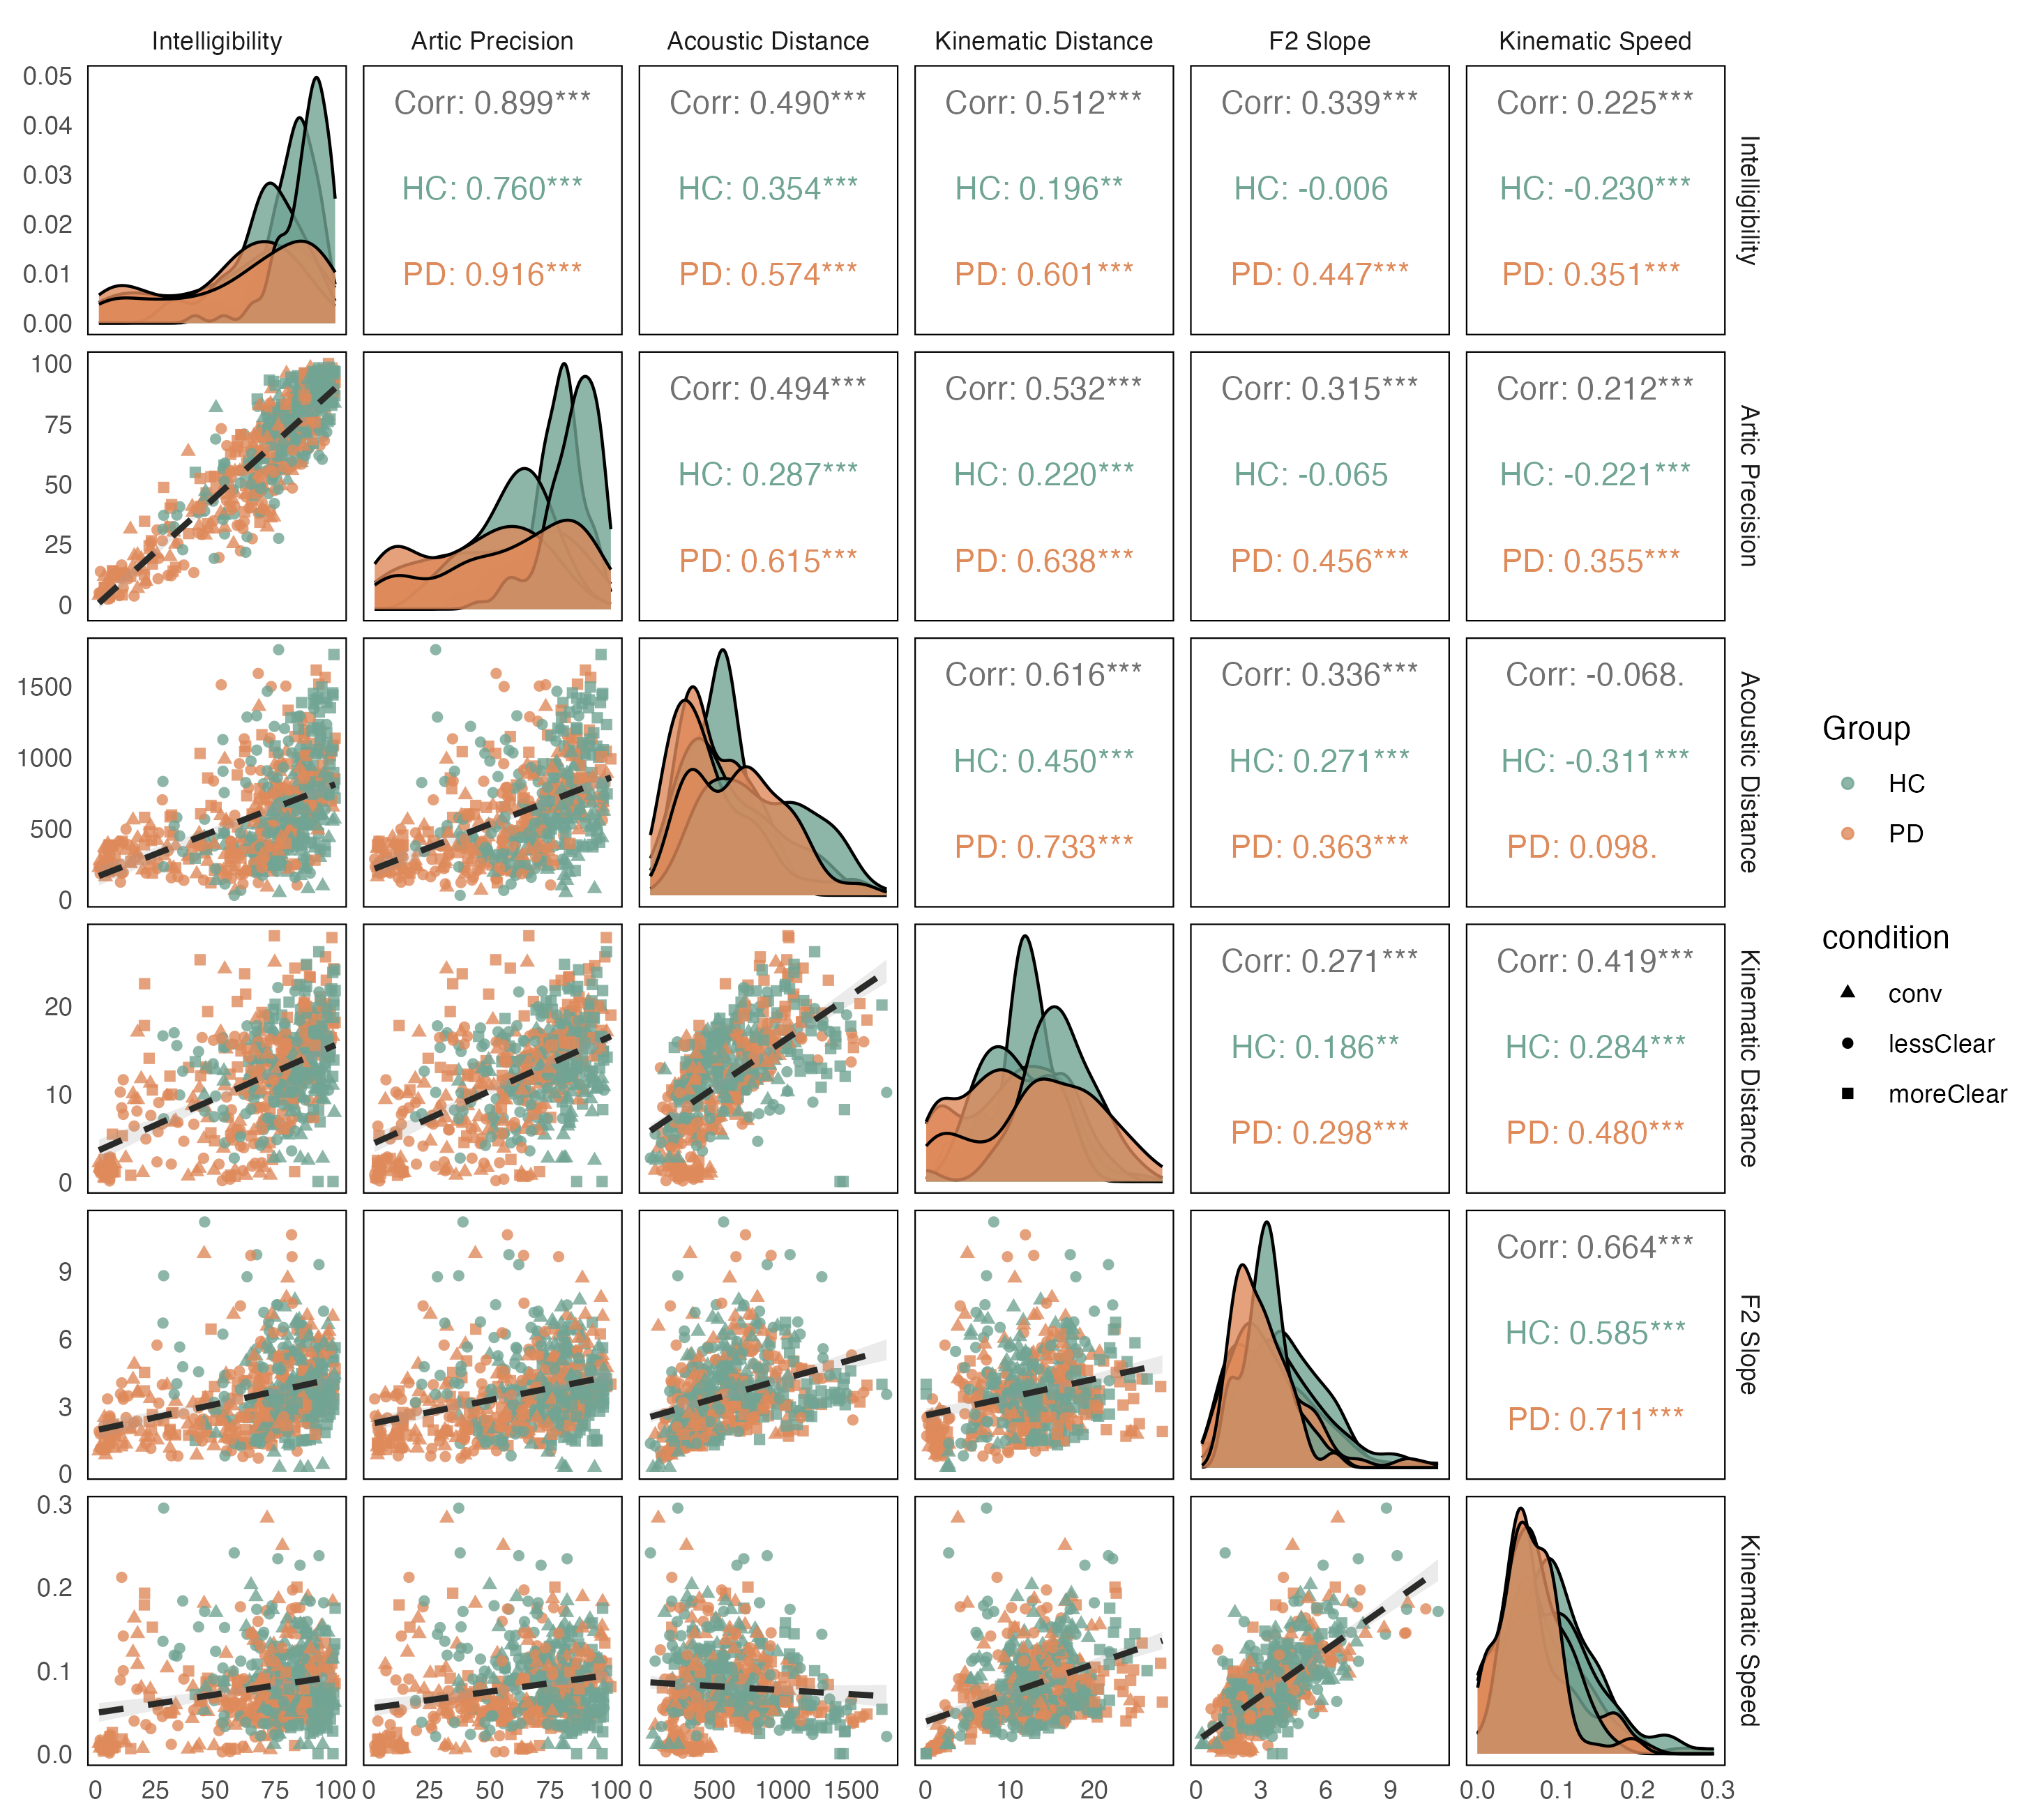 Intelligibility Artic Precision Acoustic Distance Kinematic Distance F2 Slope Kinematic Speed
0.05
0.04
0.03
0.02
0.01
0.00
Corr: 0.899*** Corr: 0.490*** Corr: 0.512*** Corr: 0.339*** Corr: 0.225***
HC: 0.760*** HC: 0.354*** HC: 0.196** HC: -0.006 HC: -0.230***
PD: 0.916*** PD: 0.574*** PD: 0.601*** PD: 0.447*** PD: 0.351***
Intelligibility
100
75
50
25
0
Corr: 0.494*** Corr: 0.532*** Corr: 0.315*** Corr: 0.212***
HC: 0.287*** HC: 0.220*** HC: -0.065 HC: -0.221***
PD: 0.615*** PD: 0.638*** PD: 0.456*** PD: 0.355***
Artic Precision
1500
1000
500
0
Corr: 0.616*** Corr: 0.336*** Corr: -0.068.
HC: 0.450*** HC: 0.271*** HC: -0.311***
PD: 0.733*** PD: 0.363*** PD: 0.098.
Acoustic Distance
20
10
0
Corr: 0.271*** Corr: 0.419***
HC: 0.186** HC: 0.284***
PD: 0.298*** PD: 0.480***
Kinematic Distance
9
6
3
0
Corr: 0.664***
HC: 0.585***
PD: 0.711***
F2 Slope
0.3
0.2
0.1
0.0
Kinematic Speed
0 25 50 75 100 0 25 50 75 100 0 500 1000 1500 0 10 20 0 3 6 9 0.0 0.1 0.2 0.3
Group
HC
PD
condition
conv
lessClear
moreClear